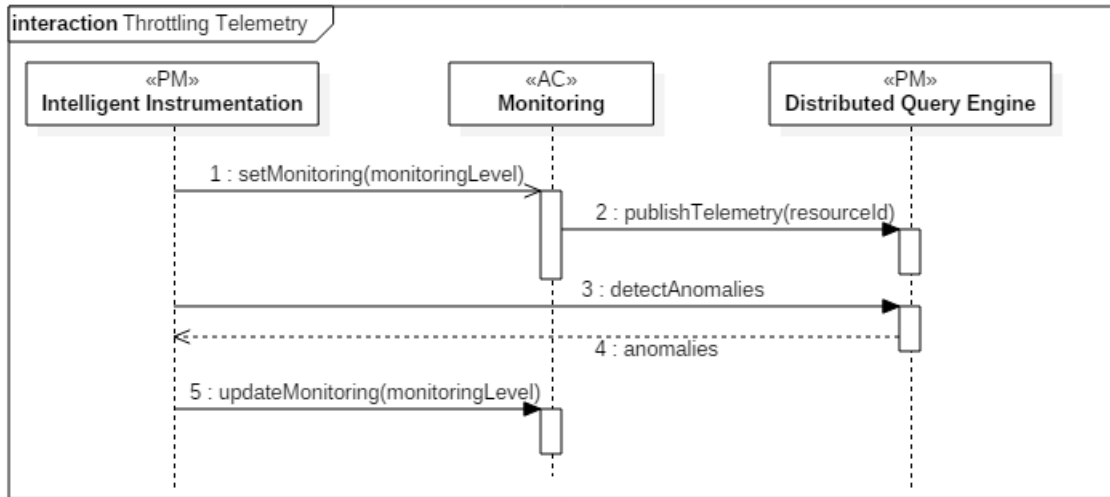 interaction Throttling Telemetry
«PM»
Intelligent Instrumentation
«AC»
Monitoring
«PM»
Distributed Query Engine
1 : setMonitoring(monitoringLevel)
2 : publishTelemetry(resourceId)
3 : detectAnomalies
4 : anomalies
5 : updateMonitoring(monitoringLevel)